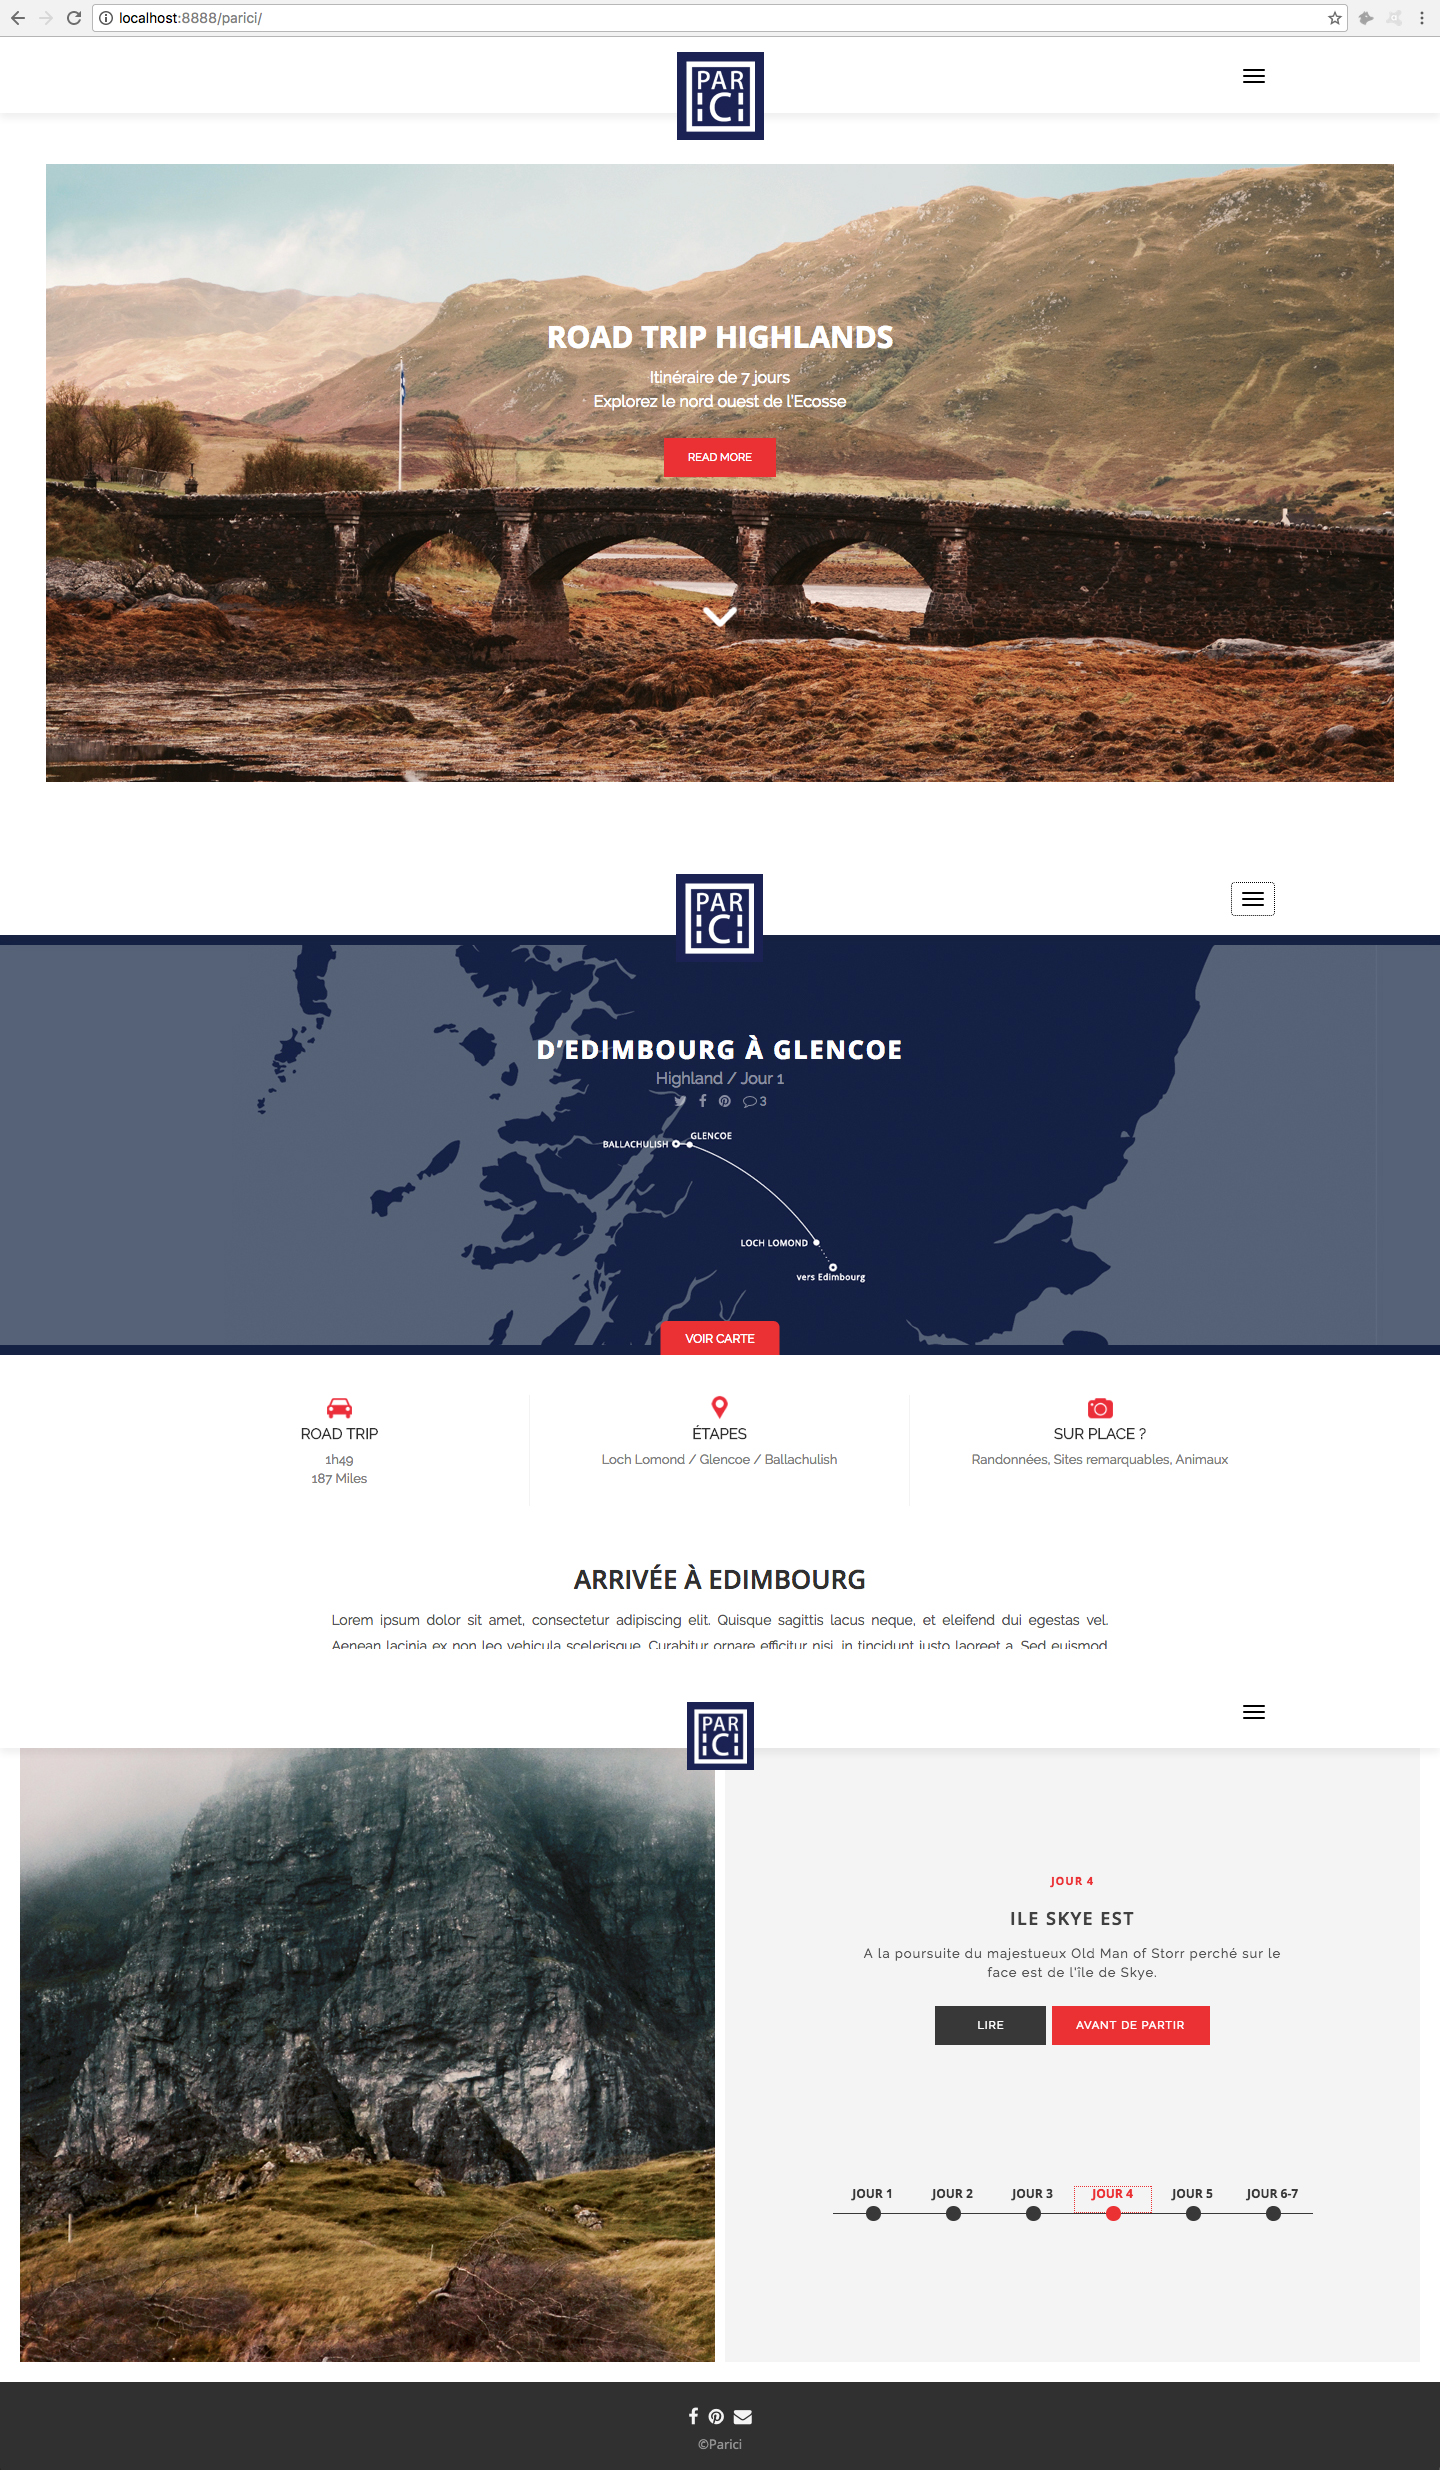 localhost:8888/parici/
PAR
ICI
ROAD TRIP HIGHLANDS
Itinéraire de 7 jours
Explorez le nord ouest de l'Ecosse
READ MORE
PAR
ICI
D'EDIMBOURG À GLENCOE
Highland / Jour 1
3
GLENCOE
BALLACHULISH
LOCH LOMOND
vers Edimbourg
VOIR CARTE
ROAD TRIP
1h49
187 Miles
ÉTAPES
Loch Lomond / Glencoe / Ballachulish
SUR PLACE ?
Randonnées, Sites remarquables, Animaux
ARRIVÉE À EDIMBOURG
Lorem ipsum dolor sit amet, consectetur adipiscing elit. Quisque sagittis lacus neque, et eleifend dui egestas vel.
Aenean lacinia ex non leo vehicula scelerisque. Curabitur ornare efficitur nisi, in tincidunt justo laoreet a. Sed euismod
PAR
ICI
JOUR 4
ILE SKYE EST
A la poursuite du majestueux Old Man of Storr perché sur le
face est de l'île de Skye.
LIRE
AVANT DE PARTIR
JOUR 1
JOUR 2
JOUR 3
JOUR 4
JOUR 5
JOUR 6-7
©Parici